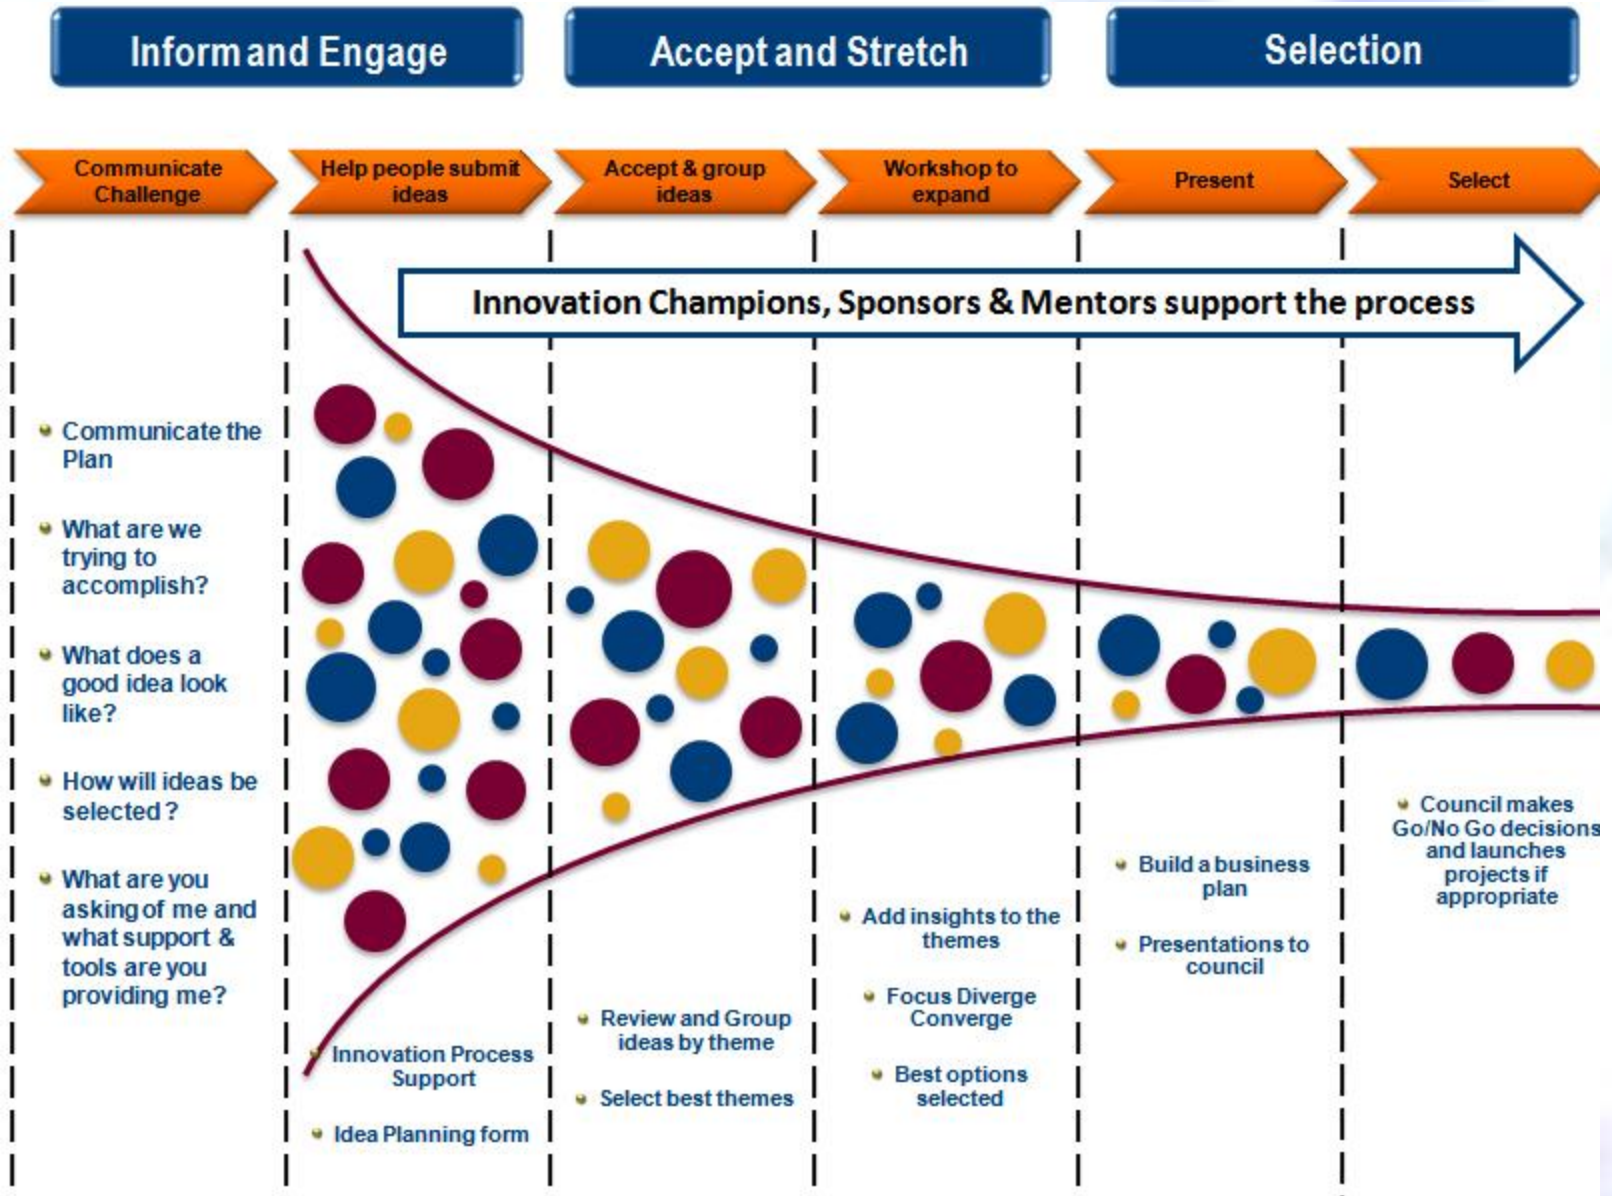 Inform and Engage
Accept and Stretch
Selection
Communicate
Challenge
Help people submit
ideas
Accept & group
ideas
Workshop to
expand
Present
Select
Innovation Champions, Sponsors & Mentors support the process
Communicate the
Plan
What are we
trying to
accomplish?
What does a
good idea look
like?
How will ideas be
selected ?
What are you
asking of me and
what support &
tools are you
providing me?
Innovation Process
Support
Idea Planning form
Review and Group
ideas by theme
Select best themes
Add insights to the
themes
Focus Diverge
Converge
Best options
selected
Build a business
plan
Presentations to
council
Council makes
Go/No Go decisions
and launches
projects if
appropriate